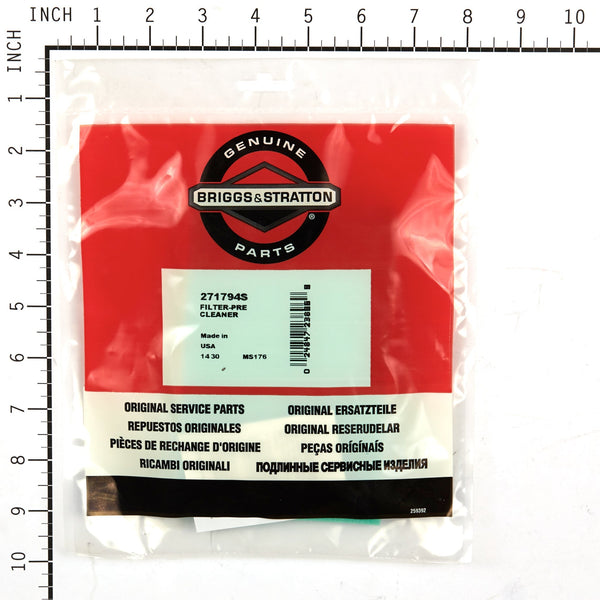 INCH 1 2 3 4 5 6 7 8 9 10
INCH
1
2
3
4
5
6
7
8
9
10
GENUINE
BRIGGS&STRATTON
®
PARTS
271794S
FILTER-PRE
CLEANER
Made in
USA
14 30 MS176
ORIGINAL SERVICE PARTS ORIGINAL ERSATZTEILE
REPUESTOS ORIGINALES ORIGINAL RESERUDELAR
PIÈCES DE RECHANGE D'ORIGINE PEÇAS ORÍGÍNAÍS
RICAMBI ORIGINALI ПОДЛИННЫЕ СЕРВИСНЫЕ ИЗДЕЛИЯ
259392